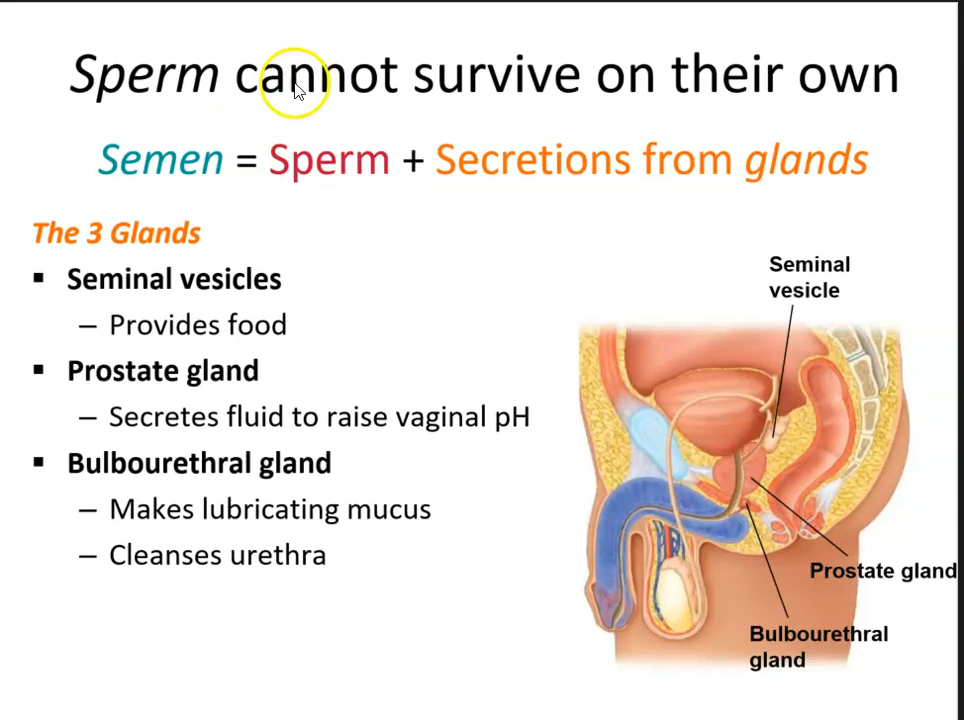 Sperm cannot survive on their own
Semen = Sperm + Secretions from glands
The 3 Glands
▪ Seminal vesicles
– Provides food
▪ Prostate gland
– Secretes fluid to raise vaginal pH
▪ Bulbourethral gland
– Makes lubricating mucus
– Cleanses urethra
Seminal
vesicle
Prostate gland
Bulbourethral
gland